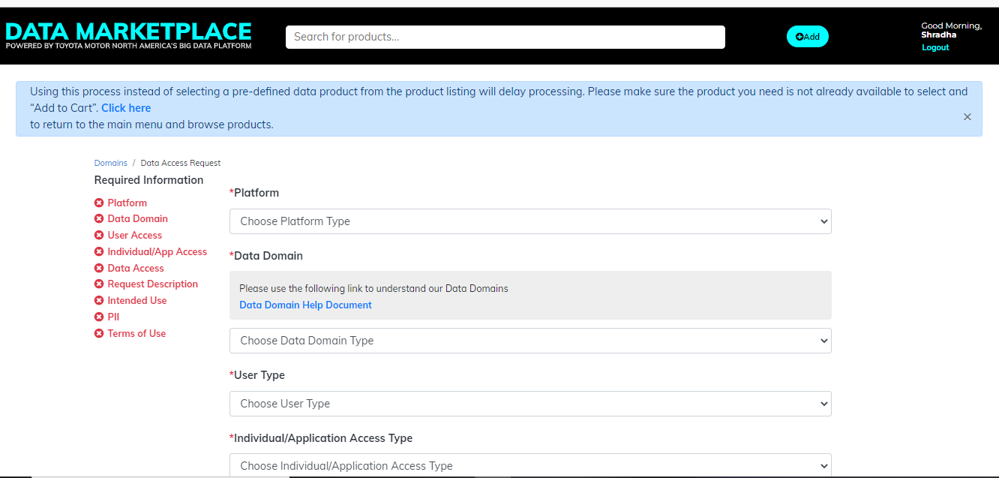 DATA MARKETPLACE
POWERED BY TOYOTA MOTOR NORTH AMERICA'S BIG DATA PLATFORM
Search for products...
Add
Good Morning,
Shradha
Logout
Using this process instead of selecting a pre-defined data product from the product listing will delay processing. Please make sure the product you need is not already available to select and
“Add to Cart”. Click here
to return to the main menu and browse products.
Domains / Data Access Request
Required Information
Platform
Data Domain
User Access
Individual/App Access
Data Access
Request Description
Intended Use
PII
Terms of Use
*Platform
Choose Platform Type
*Data Domain
Please use the following link to understand our Data Domains
Data Domain Help Document
Choose Data Domain Type
*User Type
Choose User Type
*Individual/Application Access Type
Choose Individual/Application Access Type